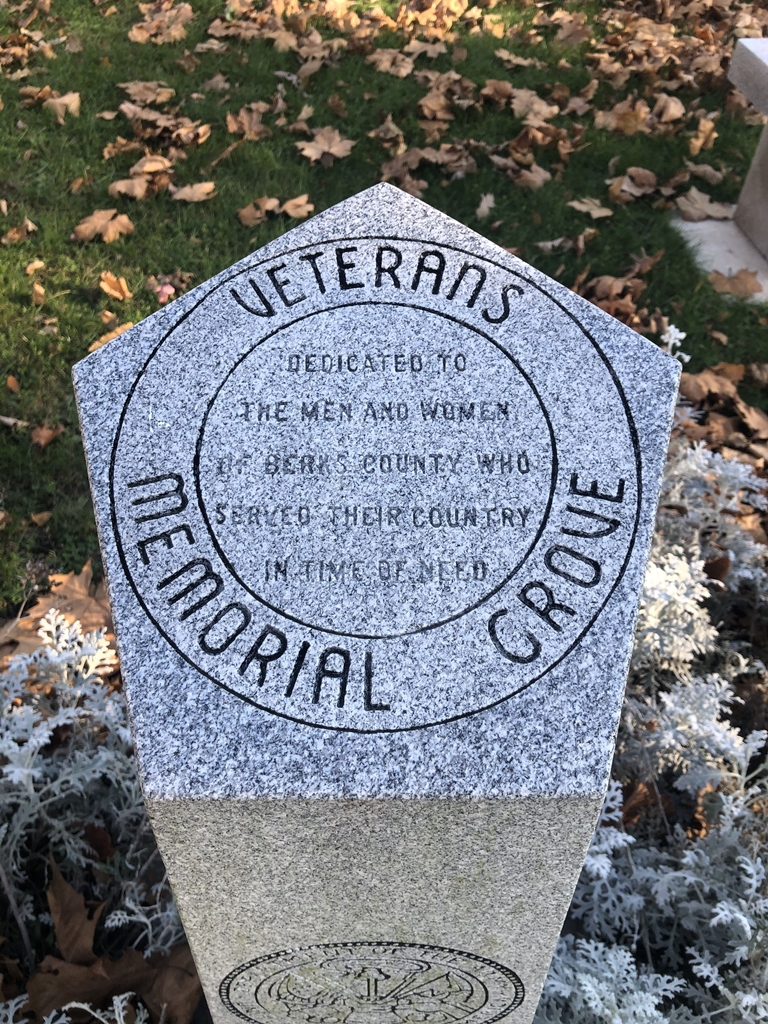 VETERANS
MEMORIAL GROVE
DEDICATED TO
THE MEN AND WOMEN
OF BERKS COUNTY WHO
SERVED THEIR COUNTRY
IN TIME OF NEED